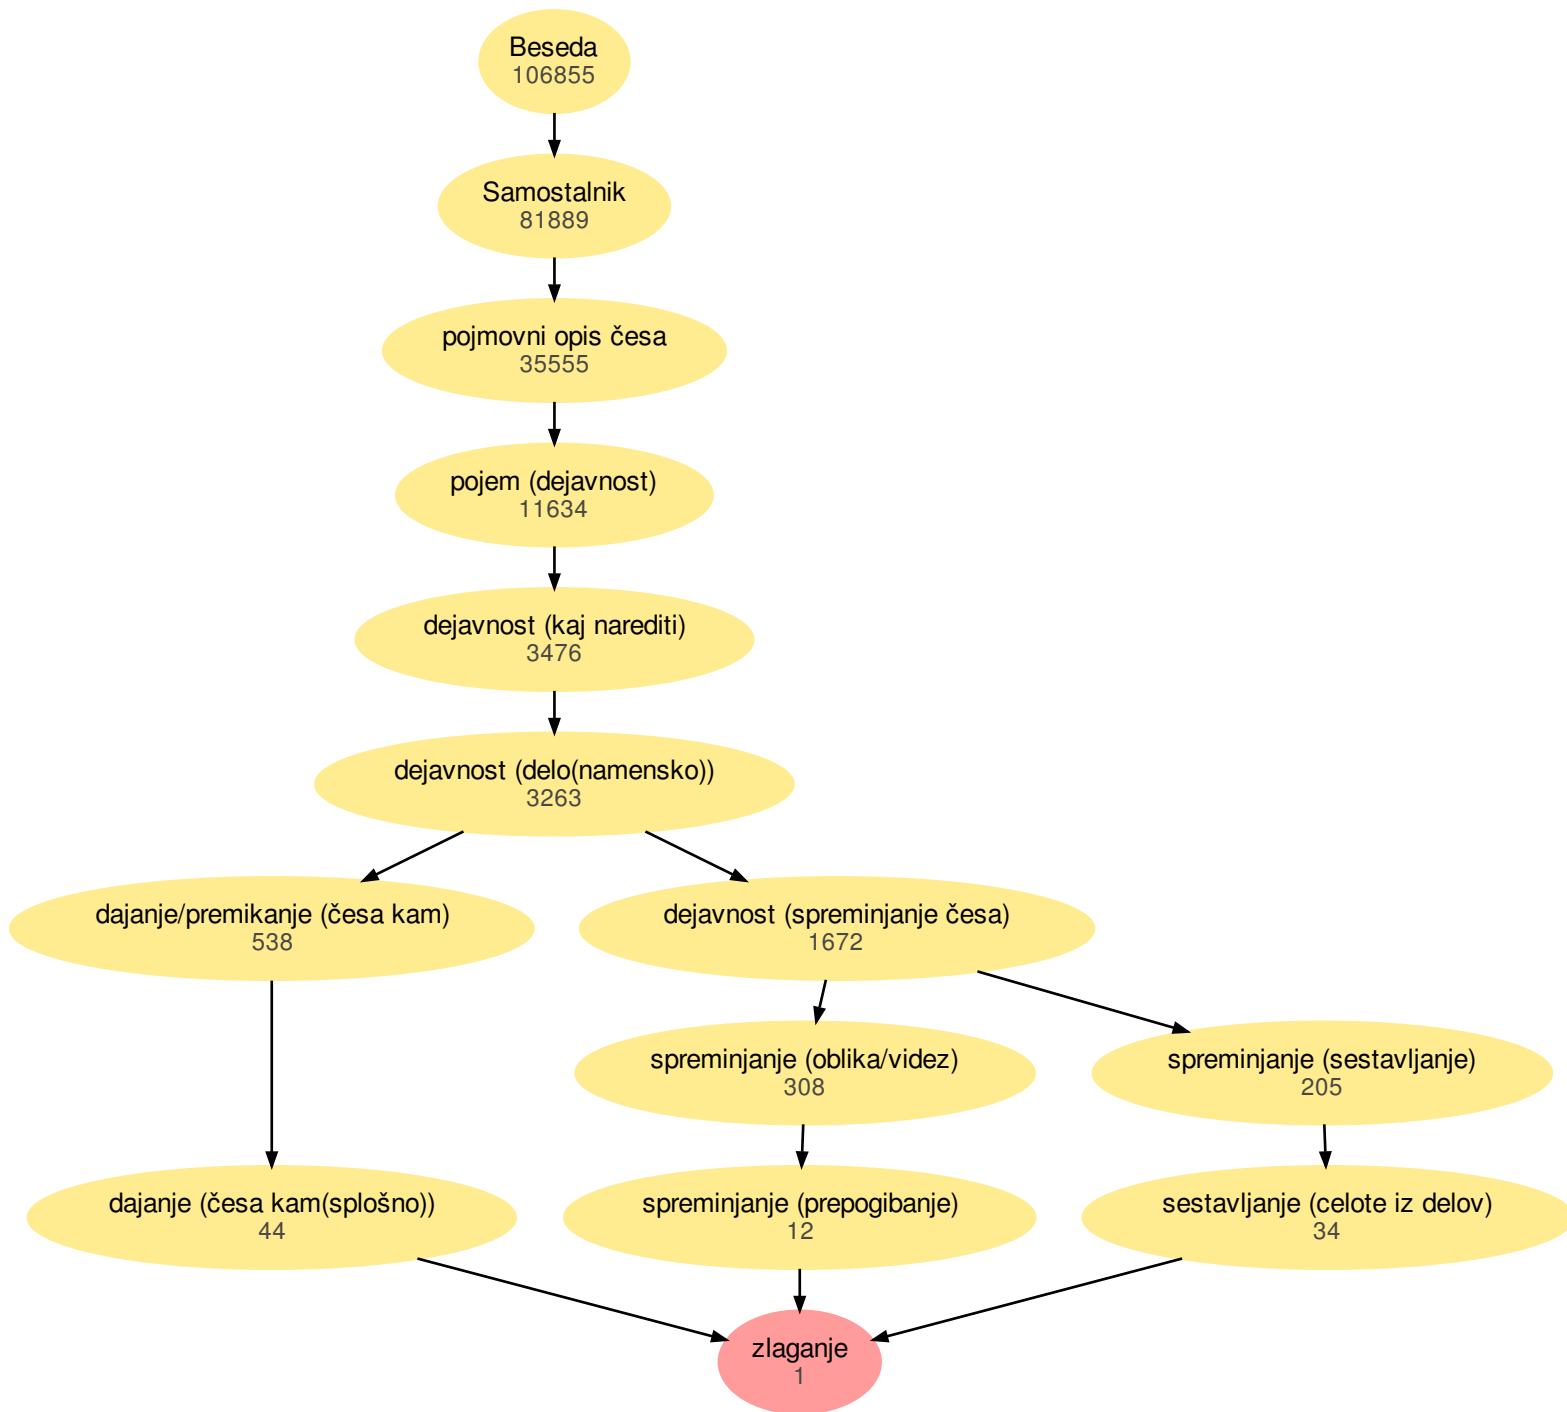 Beseda
106855
Samostalnik
81889
pojmovni opis česa
35555
pojem (dejavnost)
11634
dejavnost (kaj narediti)
3476
dejavnost (delo(namensko))
3263
dajanje/premikanje (česa kam)
538
dejavnost (spreminjanje česa)
1672
spreminjanje (oblika/videz)
308
spreminjanje (sestavljanje)
205
dajanje (česa kam(splošno))
44
spreminjanje (prepogibanje)
12
sestavljanje (celote iz delov)
34
zlaganje
1